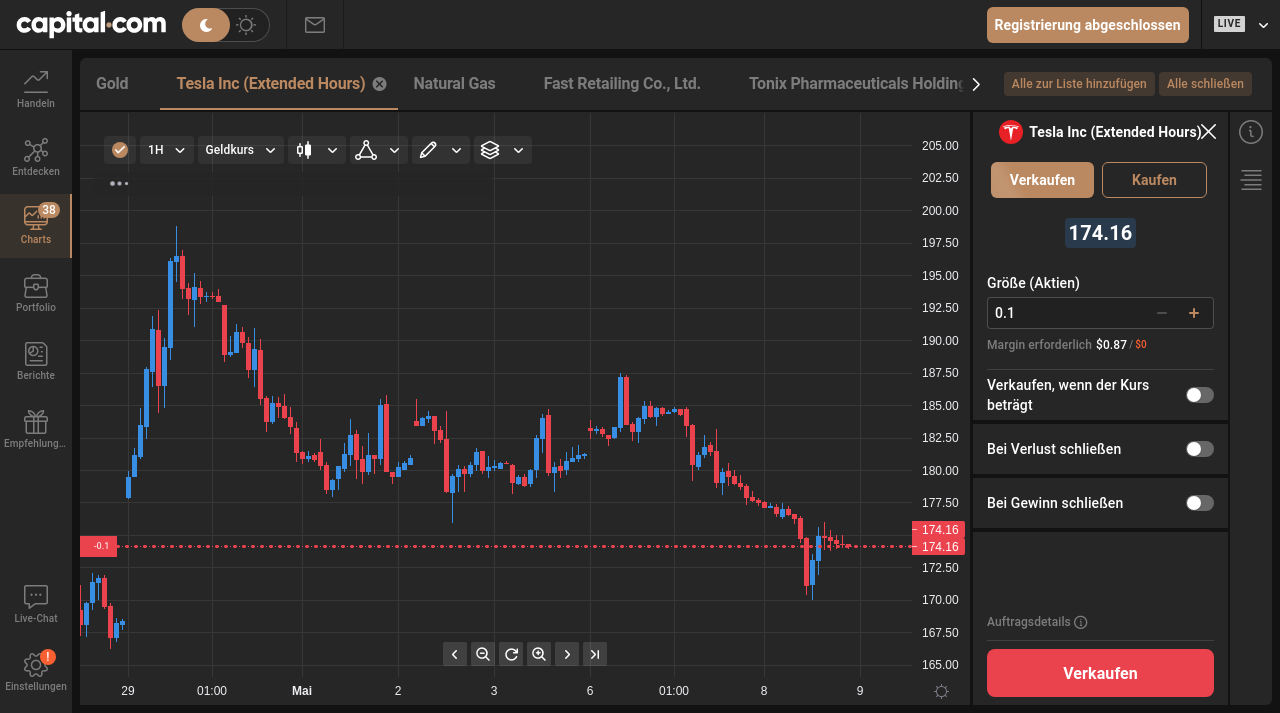 capital.com
Registrierung abgeschlossen
LIVE
Handeln
Entdecken
38
Charts
Portfolio
Berichte
Empfehlung...
Live-Chat
!
Einstellungen
Gold
Tesla Inc (Extended Hours)
Natural Gas
Fast Retailing Co., Ltd.
Tonix Pharmaceuticals Holding
Alle zur Liste hinzufügen
Alle schließen
1H
Geldkurs
205.00
202.50
200.00
197.50
195.00
192.50
190.00
187.50
185.00
182.50
180.00
177.50
174.16
174.16
172.50
170.00
167.50
165.00
-0.1
29
01:00
Mai
2
3
6
01:00
8
9
Tesla Inc (Extended Hours)
Verkaufen
Kaufen
174.16
Größe (Aktien)
0.1
Margin erforderlich $0.87 / $0
Verkaufen, wenn der Kurs
beträgt
Bei Verlust schließen
Bei Gewinn schließen
Auftragsdetails
Verkaufen